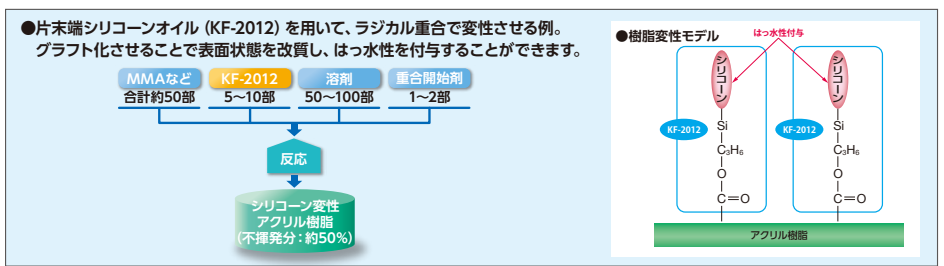 ●片末端シリコーンオイル（KF-2012）を用いて、ラジカル重合で変性させる例。
グラフト化させることで表面状態を改質し、はっ水性を付与することができます。
MMAなど KF-2012 溶剤 重合開始剤
合計約50部 5〜10部 50〜100部 1〜2部
反応
シリコーン変性
アクリル樹脂
(不揮発分：約50%)
●樹脂変性モデル
はっ水性付与
シリコーン シリコーン
KF-2012 KF-2012
Si Si
C₃H₆ C₃H₆
O O
C＝O C＝O
アクリル樹脂